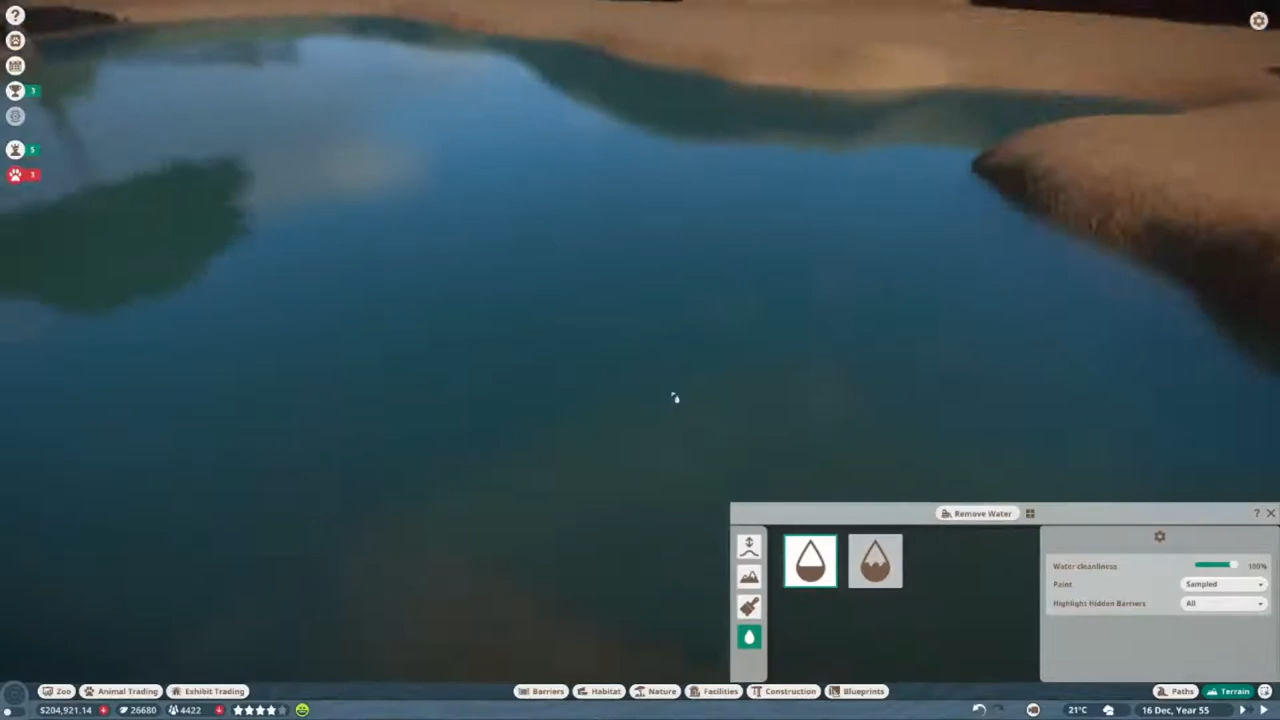 ?
3
5
3
Remove Water
?
Water cleanliness 100%
Paint Sampled
Highlight Hidden Barriers All
Zoo Animal Trading Exhibit Trading Barriers Habitat Nature Facilities Construction Blueprints Paths Terrain
$204,921.14 26680 4422 21°C 16 Dec, Year 55